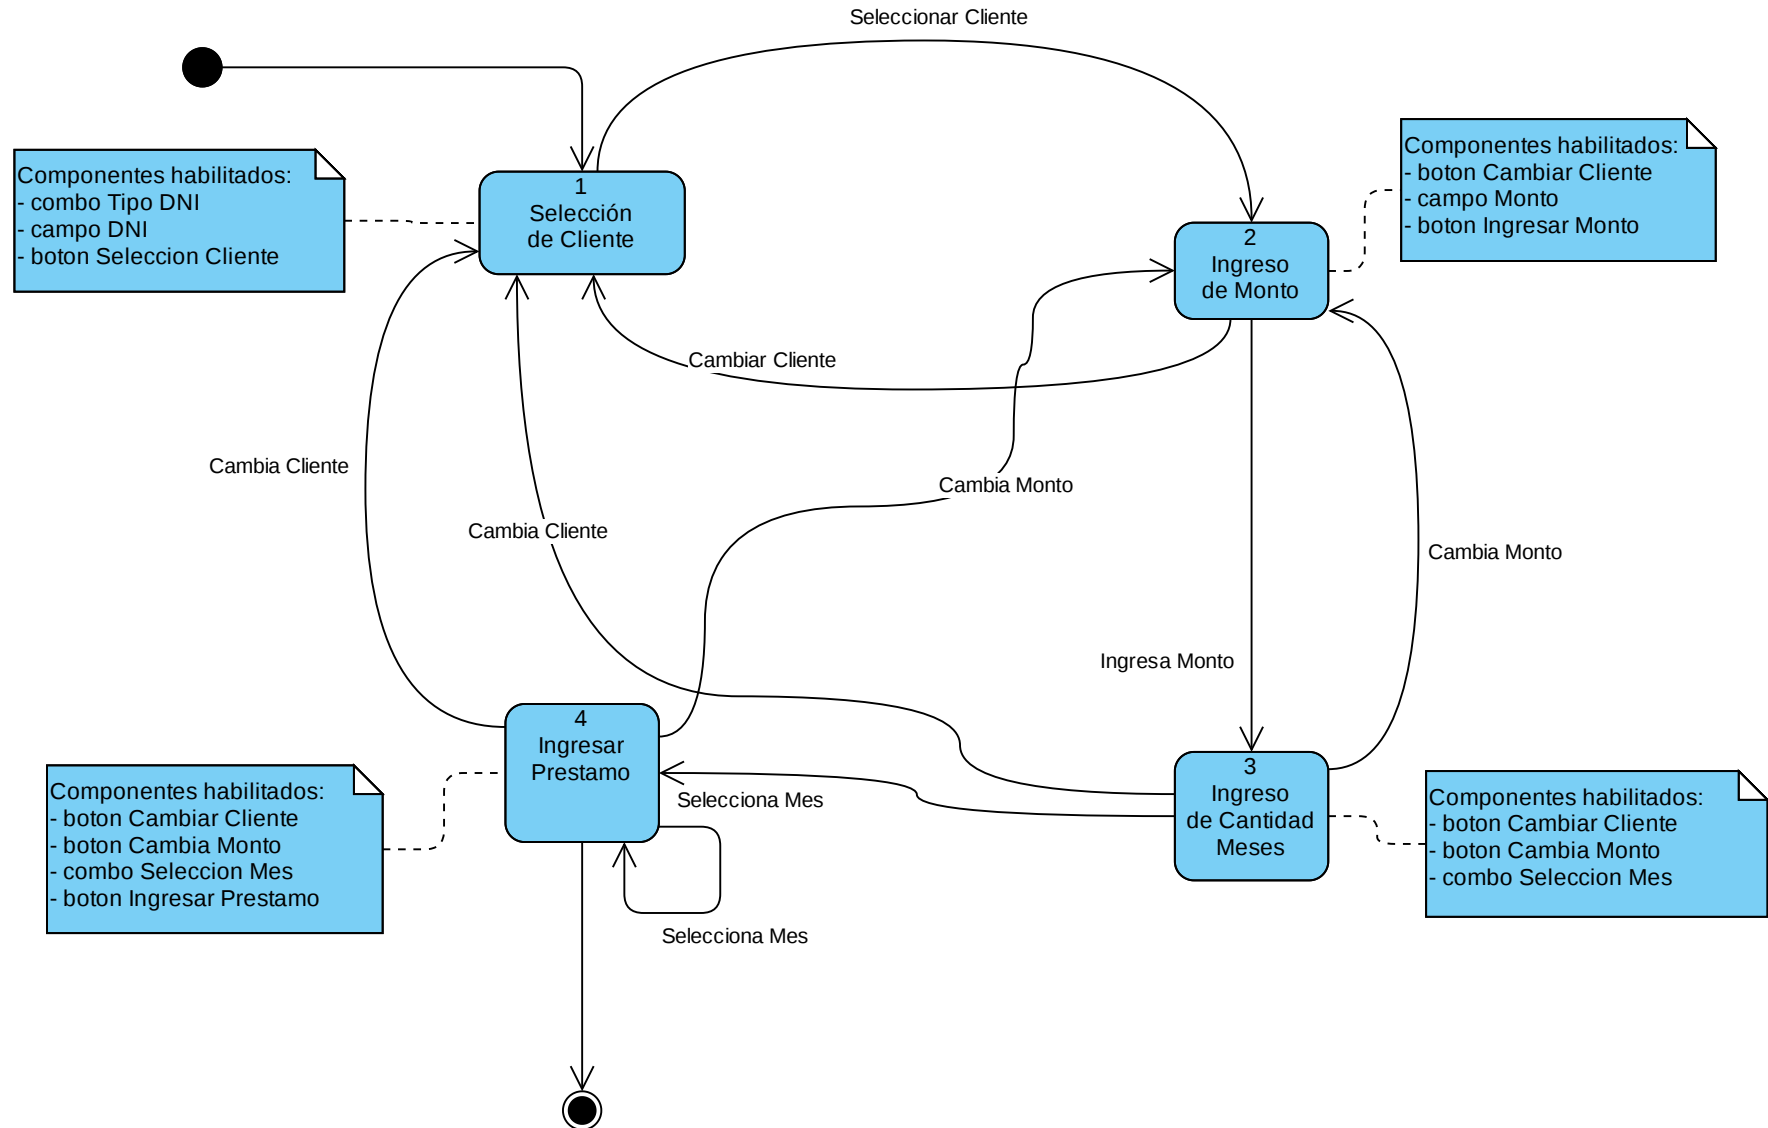 Seleccionar Cliente
Componentes habilitados:
- combo Tipo DNI
- campo DNI
- boton Seleccion Cliente
1
Selección
de Cliente
Componentes habilitados:
- boton Cambiar Cliente
- campo Monto
- boton Ingresar Monto
2
Ingreso
de Monto
Cambiar Cliente
Cambia Cliente
Cambia Monto
Cambia Cliente
Cambia Monto
Ingresa Monto
4
Ingresar
Prestamo
Selecciona Mes
3
Ingreso
de Cantidad
Meses
Componentes habilitados:
- boton Cambiar Cliente
- boton Cambia Monto
- combo Seleccion Mes
- boton Ingresar Prestamo
Componentes habilitados:
- boton Cambiar Cliente
- boton Cambia Monto
- combo Seleccion Mes
Selecciona Mes